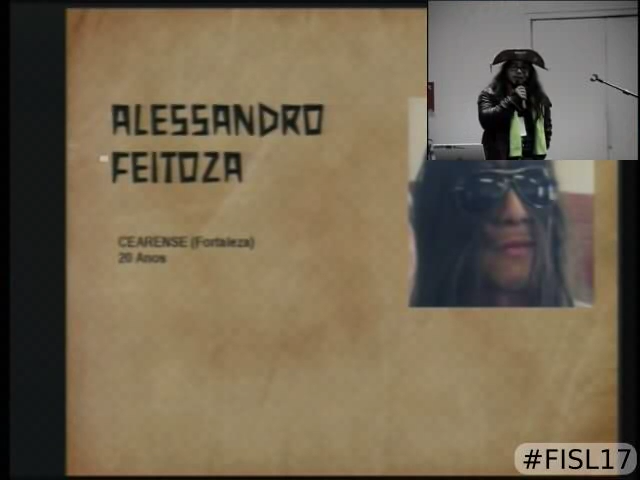 ALESSANDRO
FEITOZA
CEARENSE (Fortaleza)
20 Anos
#FISL17